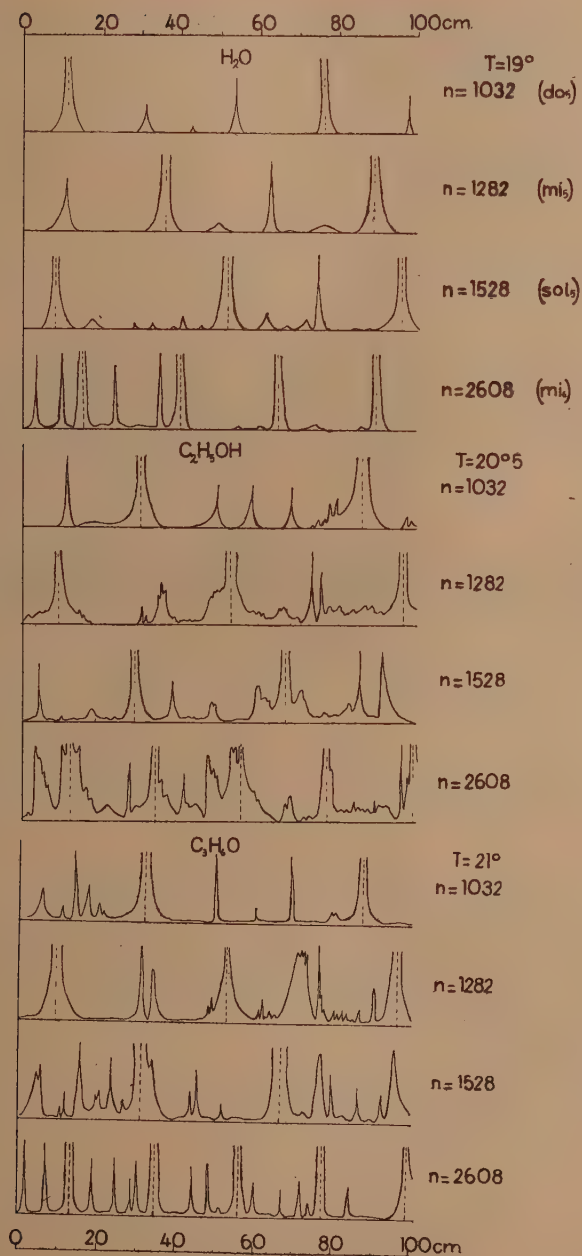 0 20 40 60 80 100cm.
H₂O T=19°
n=1032 (do₅)
n=1282 (mi₅)
n=1528 (sol₅)
n=2608 (mi₆)
C₂H₅OH T=20°5
n=1032
n=1282
n=1528
n=2608
C₃H₆O T=21°
n=1032
n=1282
n=1528
n=2608
0 20 40 60 80 100cm